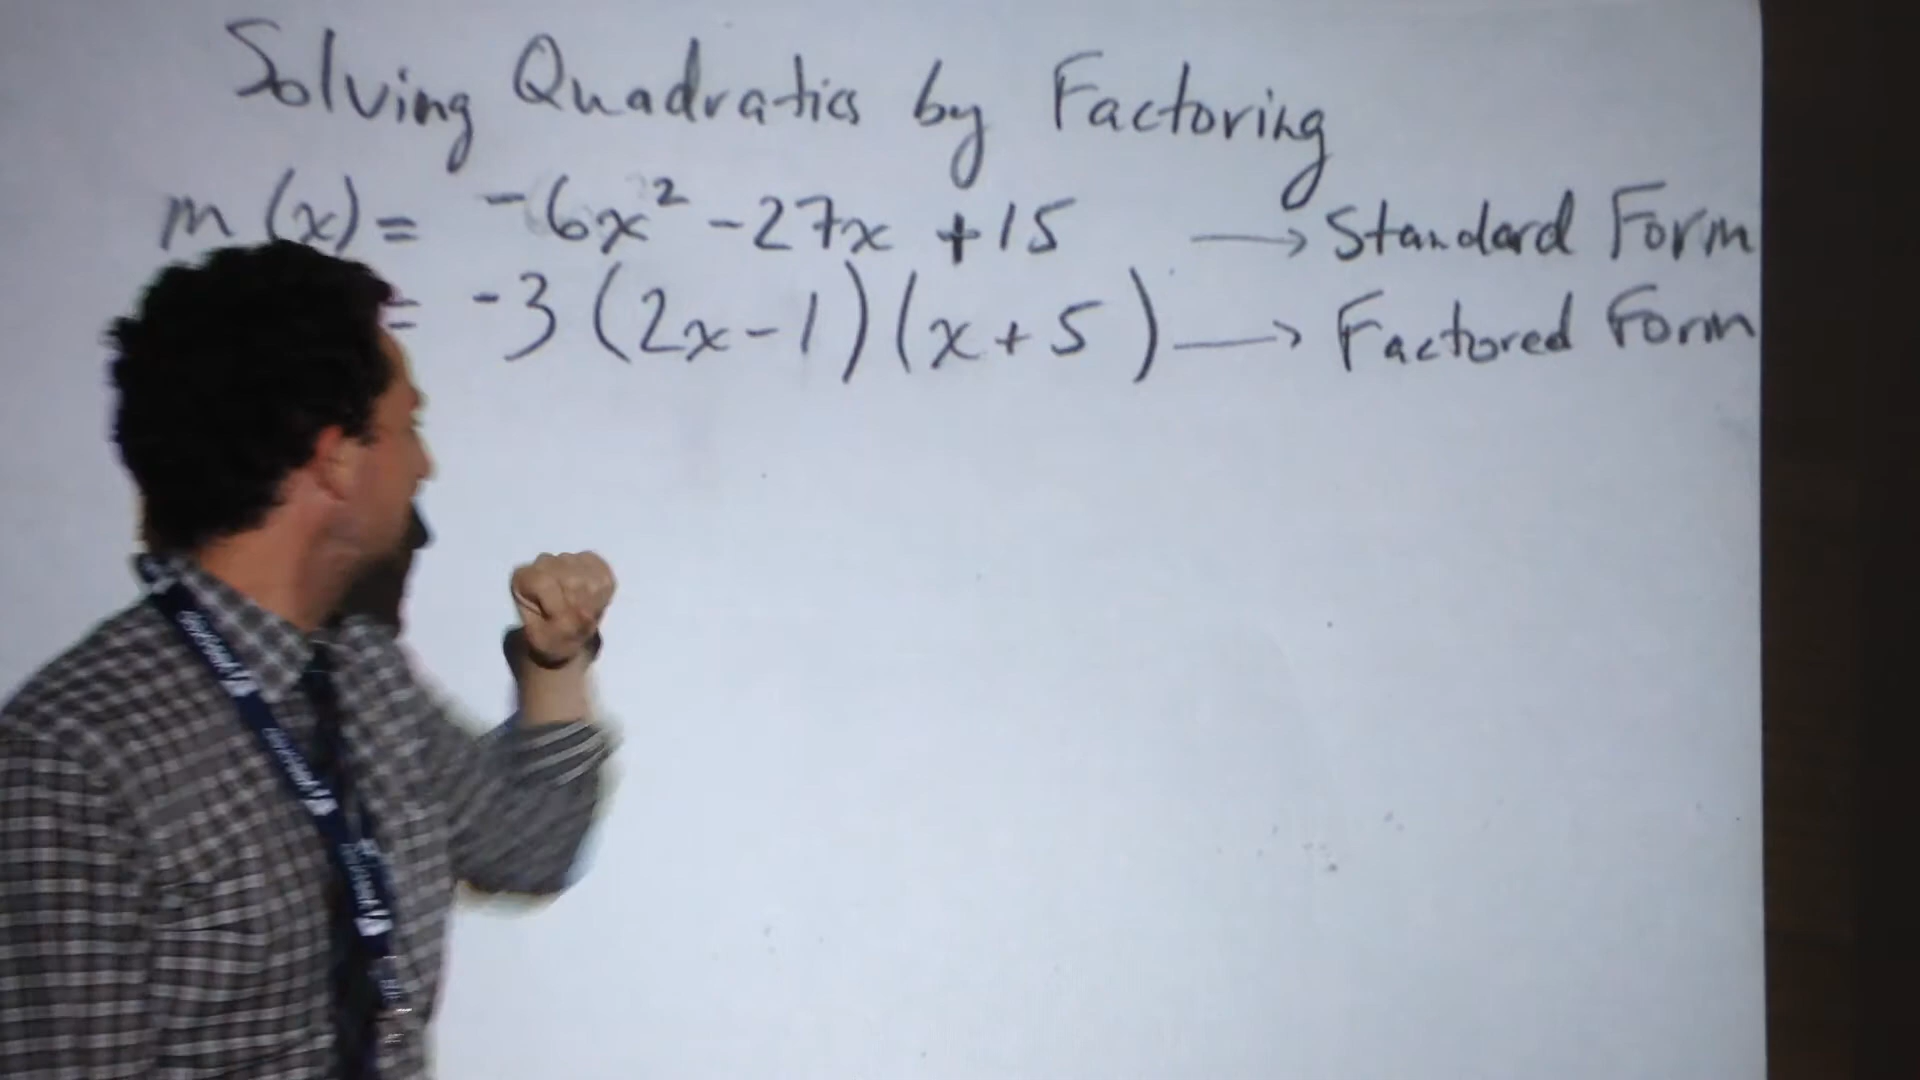 Solving Quadratics by Factoring
m(x) = -6x² -27x +15 → Standard Form
= -3(2x-1)(x+5) → Factored Form